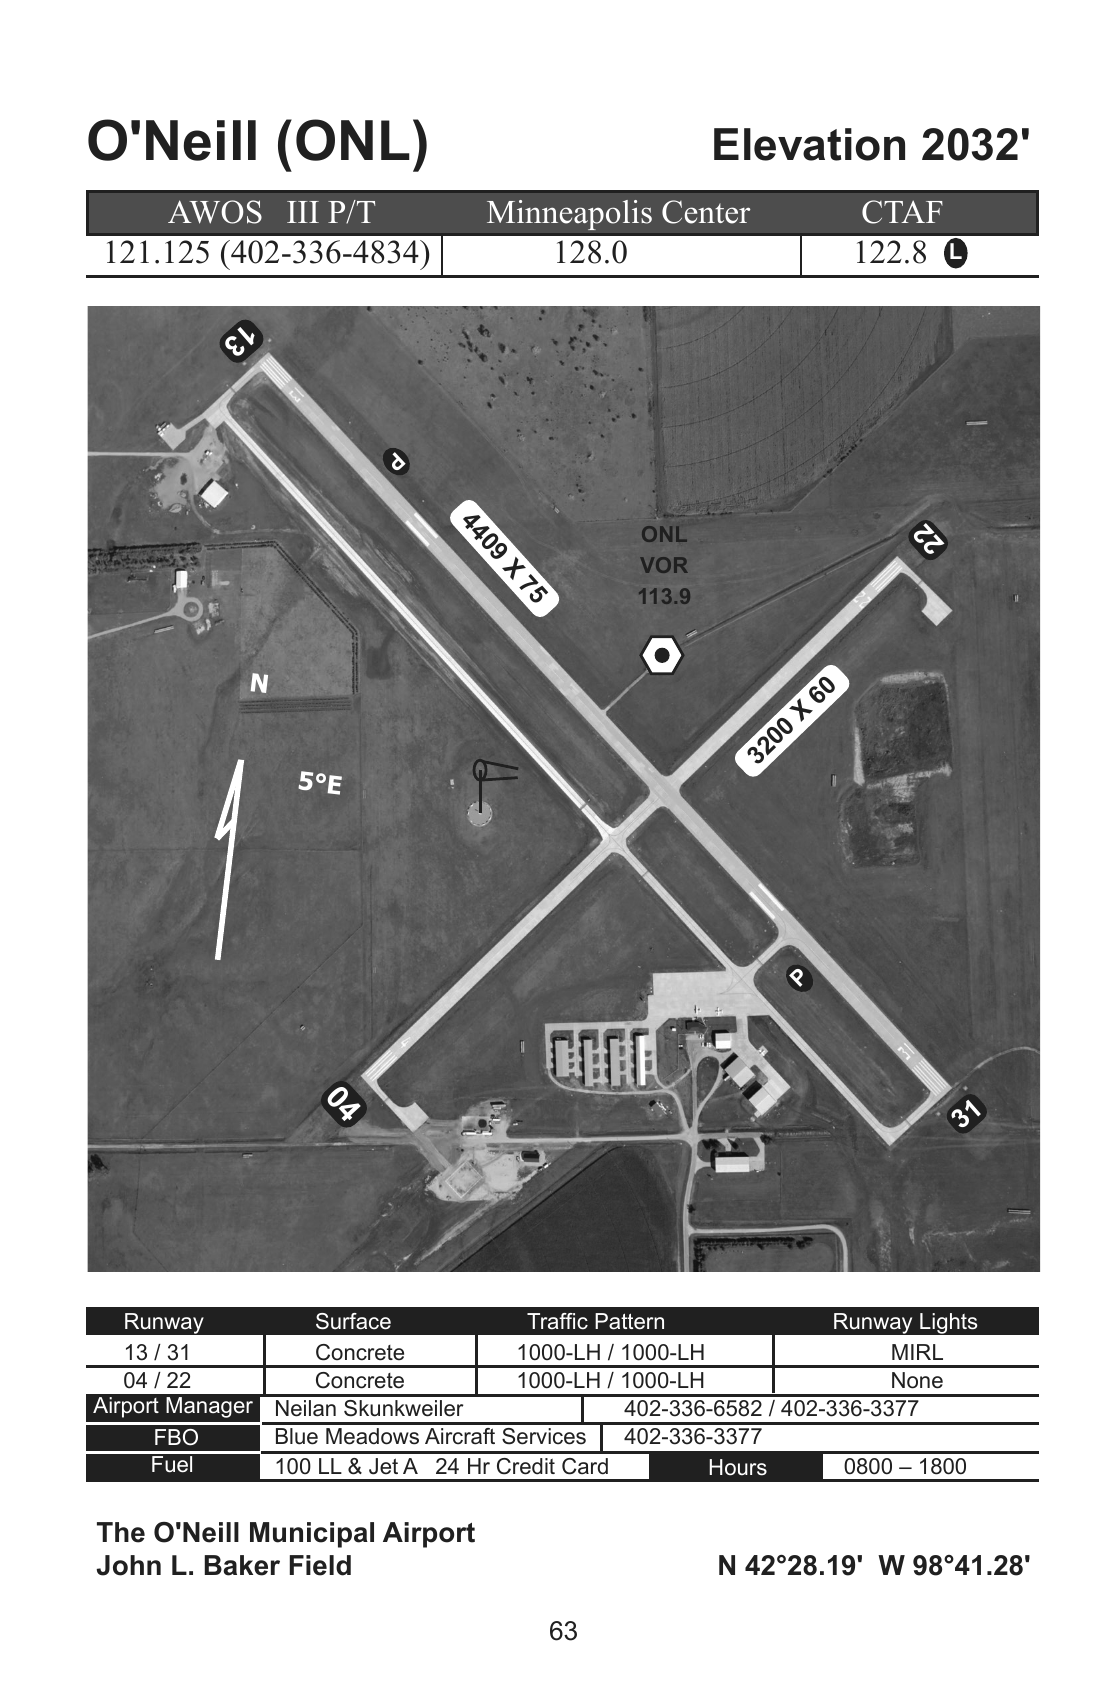 O'Neill (ONL)
Elevation 2032'
AWOS III P/T Minneapolis Center CTAF
121.125 (402-336-4834) 128.0 122.8 L
13
13
P
4409 X 75
ONL
VOR
113.9
22
22
3200 X 60
N
5°E
P
4
04
31
31
Runway Surface Traffic Pattern Runway Lights
13 / 31 Concrete 1000-LH / 1000-LH MIRL
04 / 22 Concrete 1000-LH / 1000-LH None
Airport Manager Neilan Skunkweiler 402-336-6582 / 402-336-3377
FBO Blue Meadows Aircraft Services 402-336-3377
Fuel 100 LL & Jet A 24 Hr Credit Card Hours 0800 – 1800
The O'Neill Municipal Airport
John L. Baker Field
N 42°28.19' W 98°41.28'
63